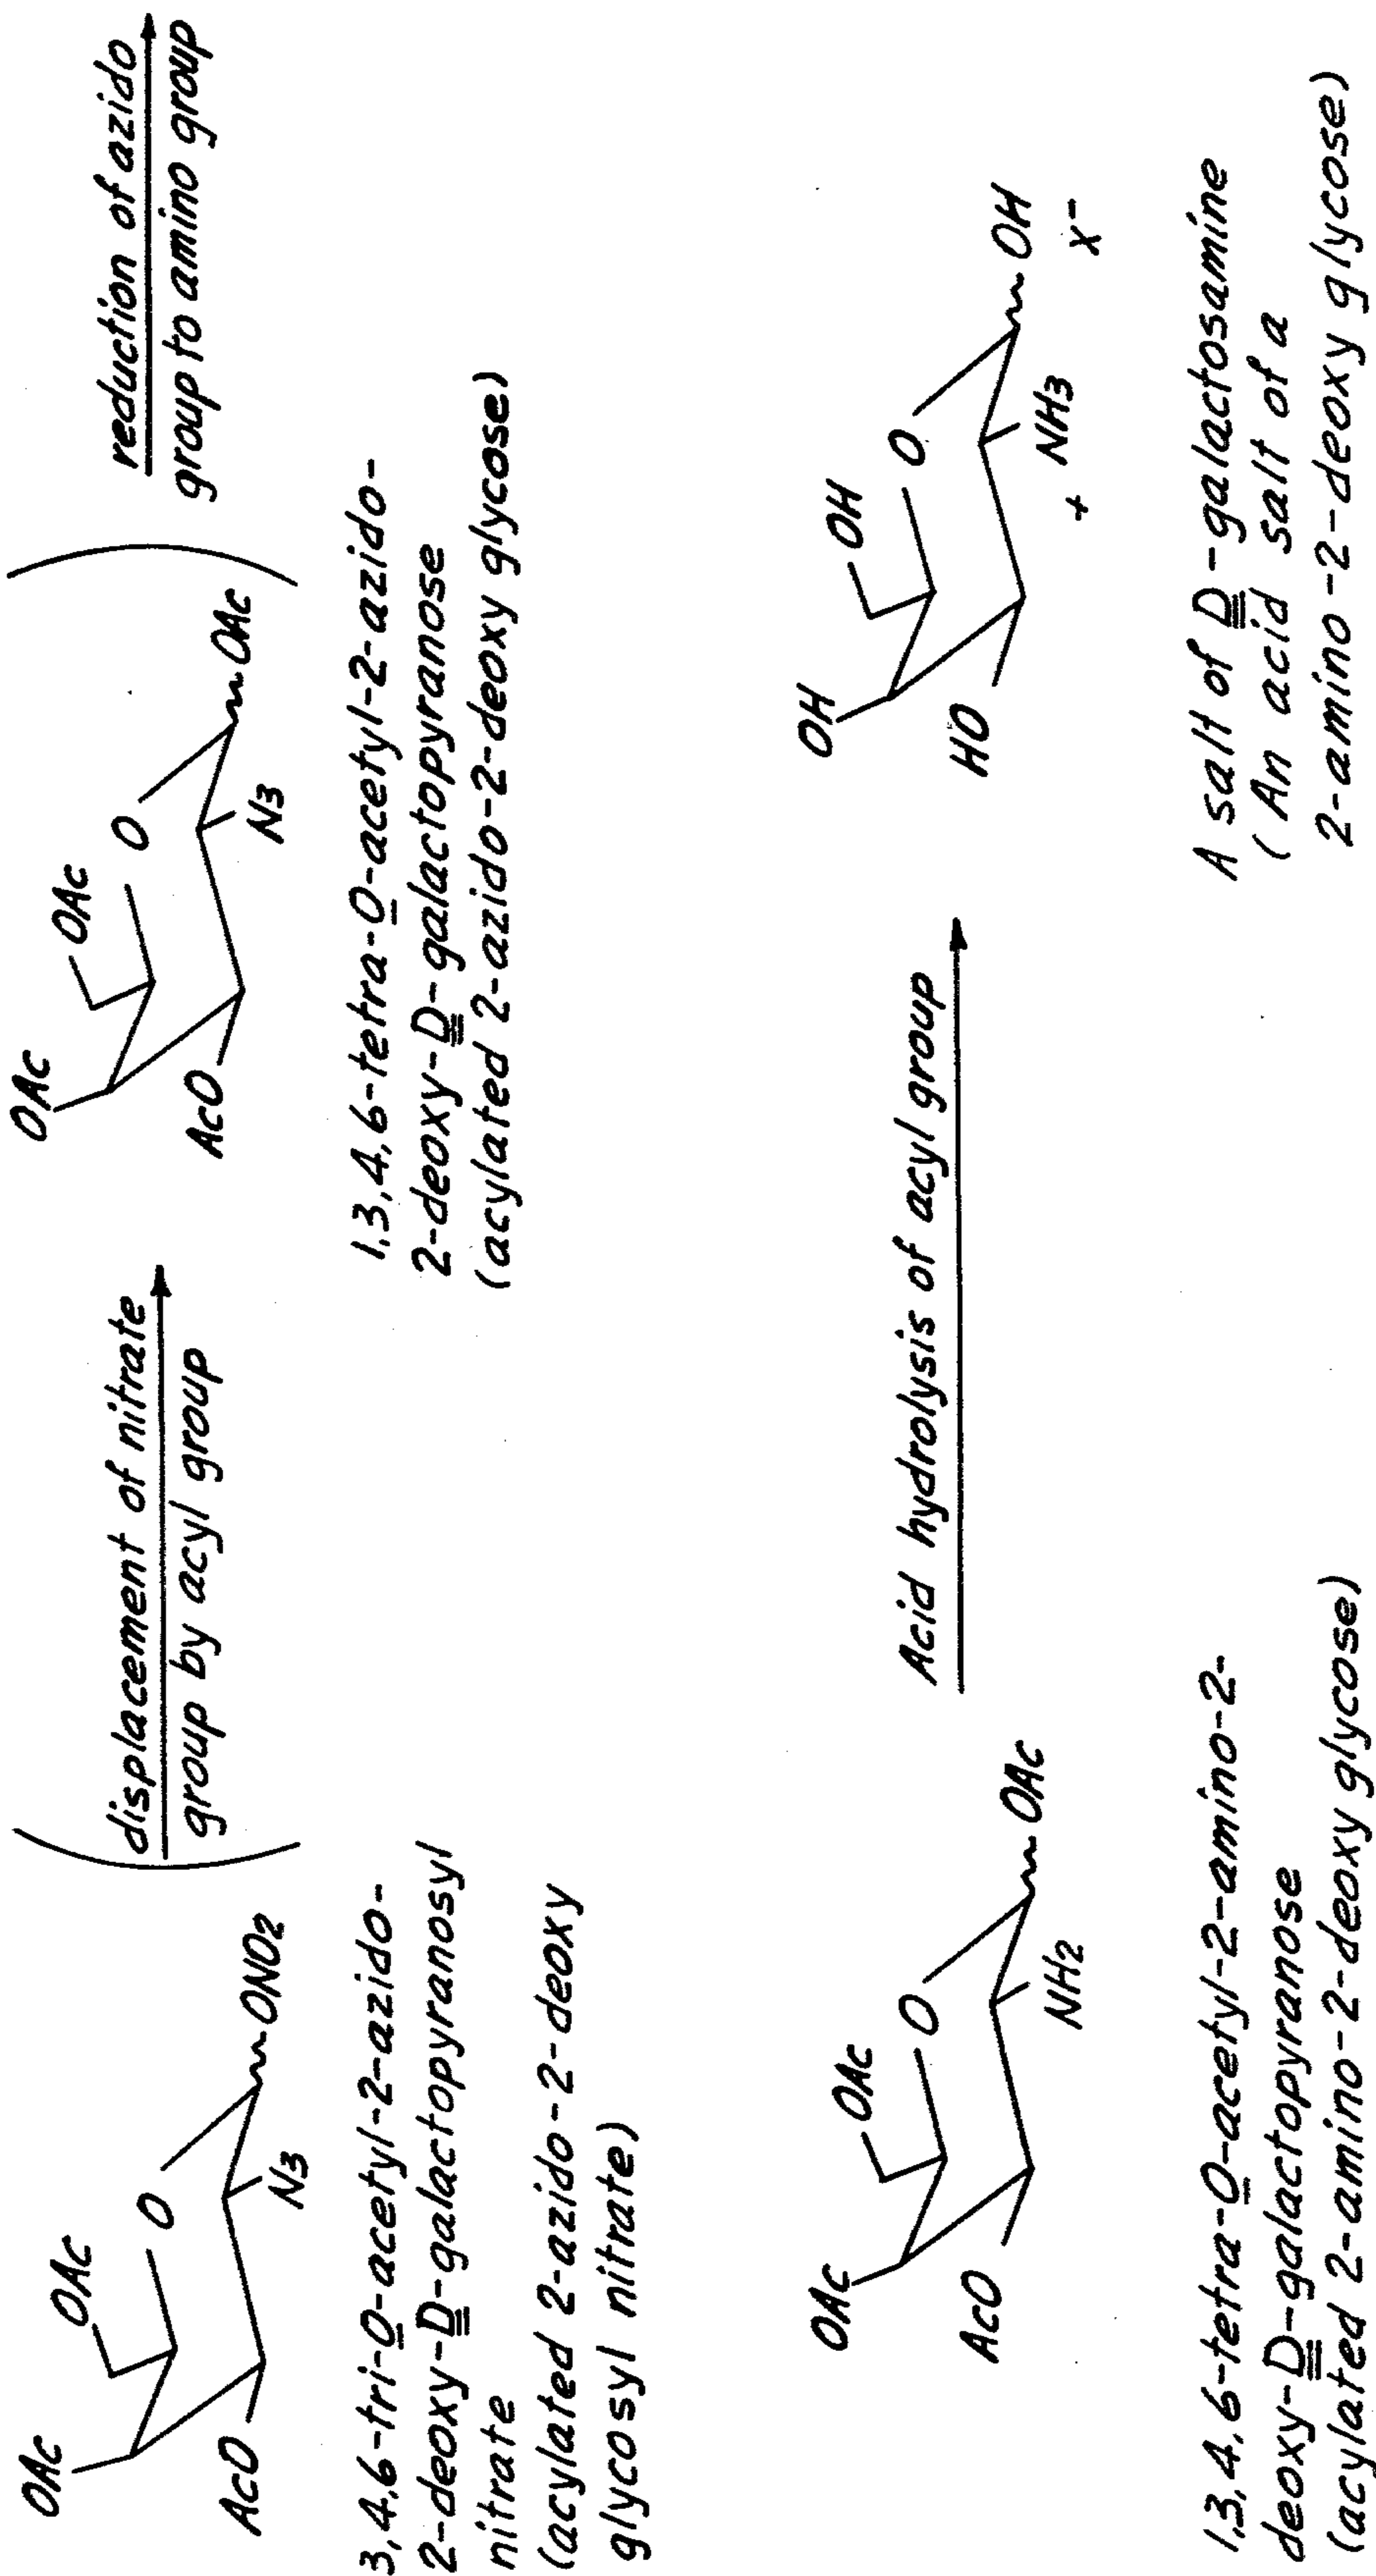 OAc
OAc
O
AcO
N3
ONO2
3,4,6-tri-O-acetyl-2-azido-
2-deoxy-D-galactopyranosyl
nitrate
(acylated 2-azido-2-deoxy
glycosyl nitrate)
(
displacement of nitrate
group by acyl group
OAc
OAc
O
AcO
N3
OAc
)
1,3,4,6-tetra-O-acetyl-2-azido-
2-deoxy-D-galactopyranose
(acylated 2-azido-2-deoxy glycose)
reduction of azido
group to amino group
OAc
OAc
O
AcO
NH2
OAc
1,3,4,6-tetra-O-acetyl-2-amino-2-
deoxy-D-galactopyranose
(acylated 2-amino-2-deoxy glycose)
Acid hydrolysis of acyl group
OH
OH
O
HO
+ NH3
OH
X-
A salt of D-galactosamine
(An acid salt of a
2-amino-2-deoxy glycose)